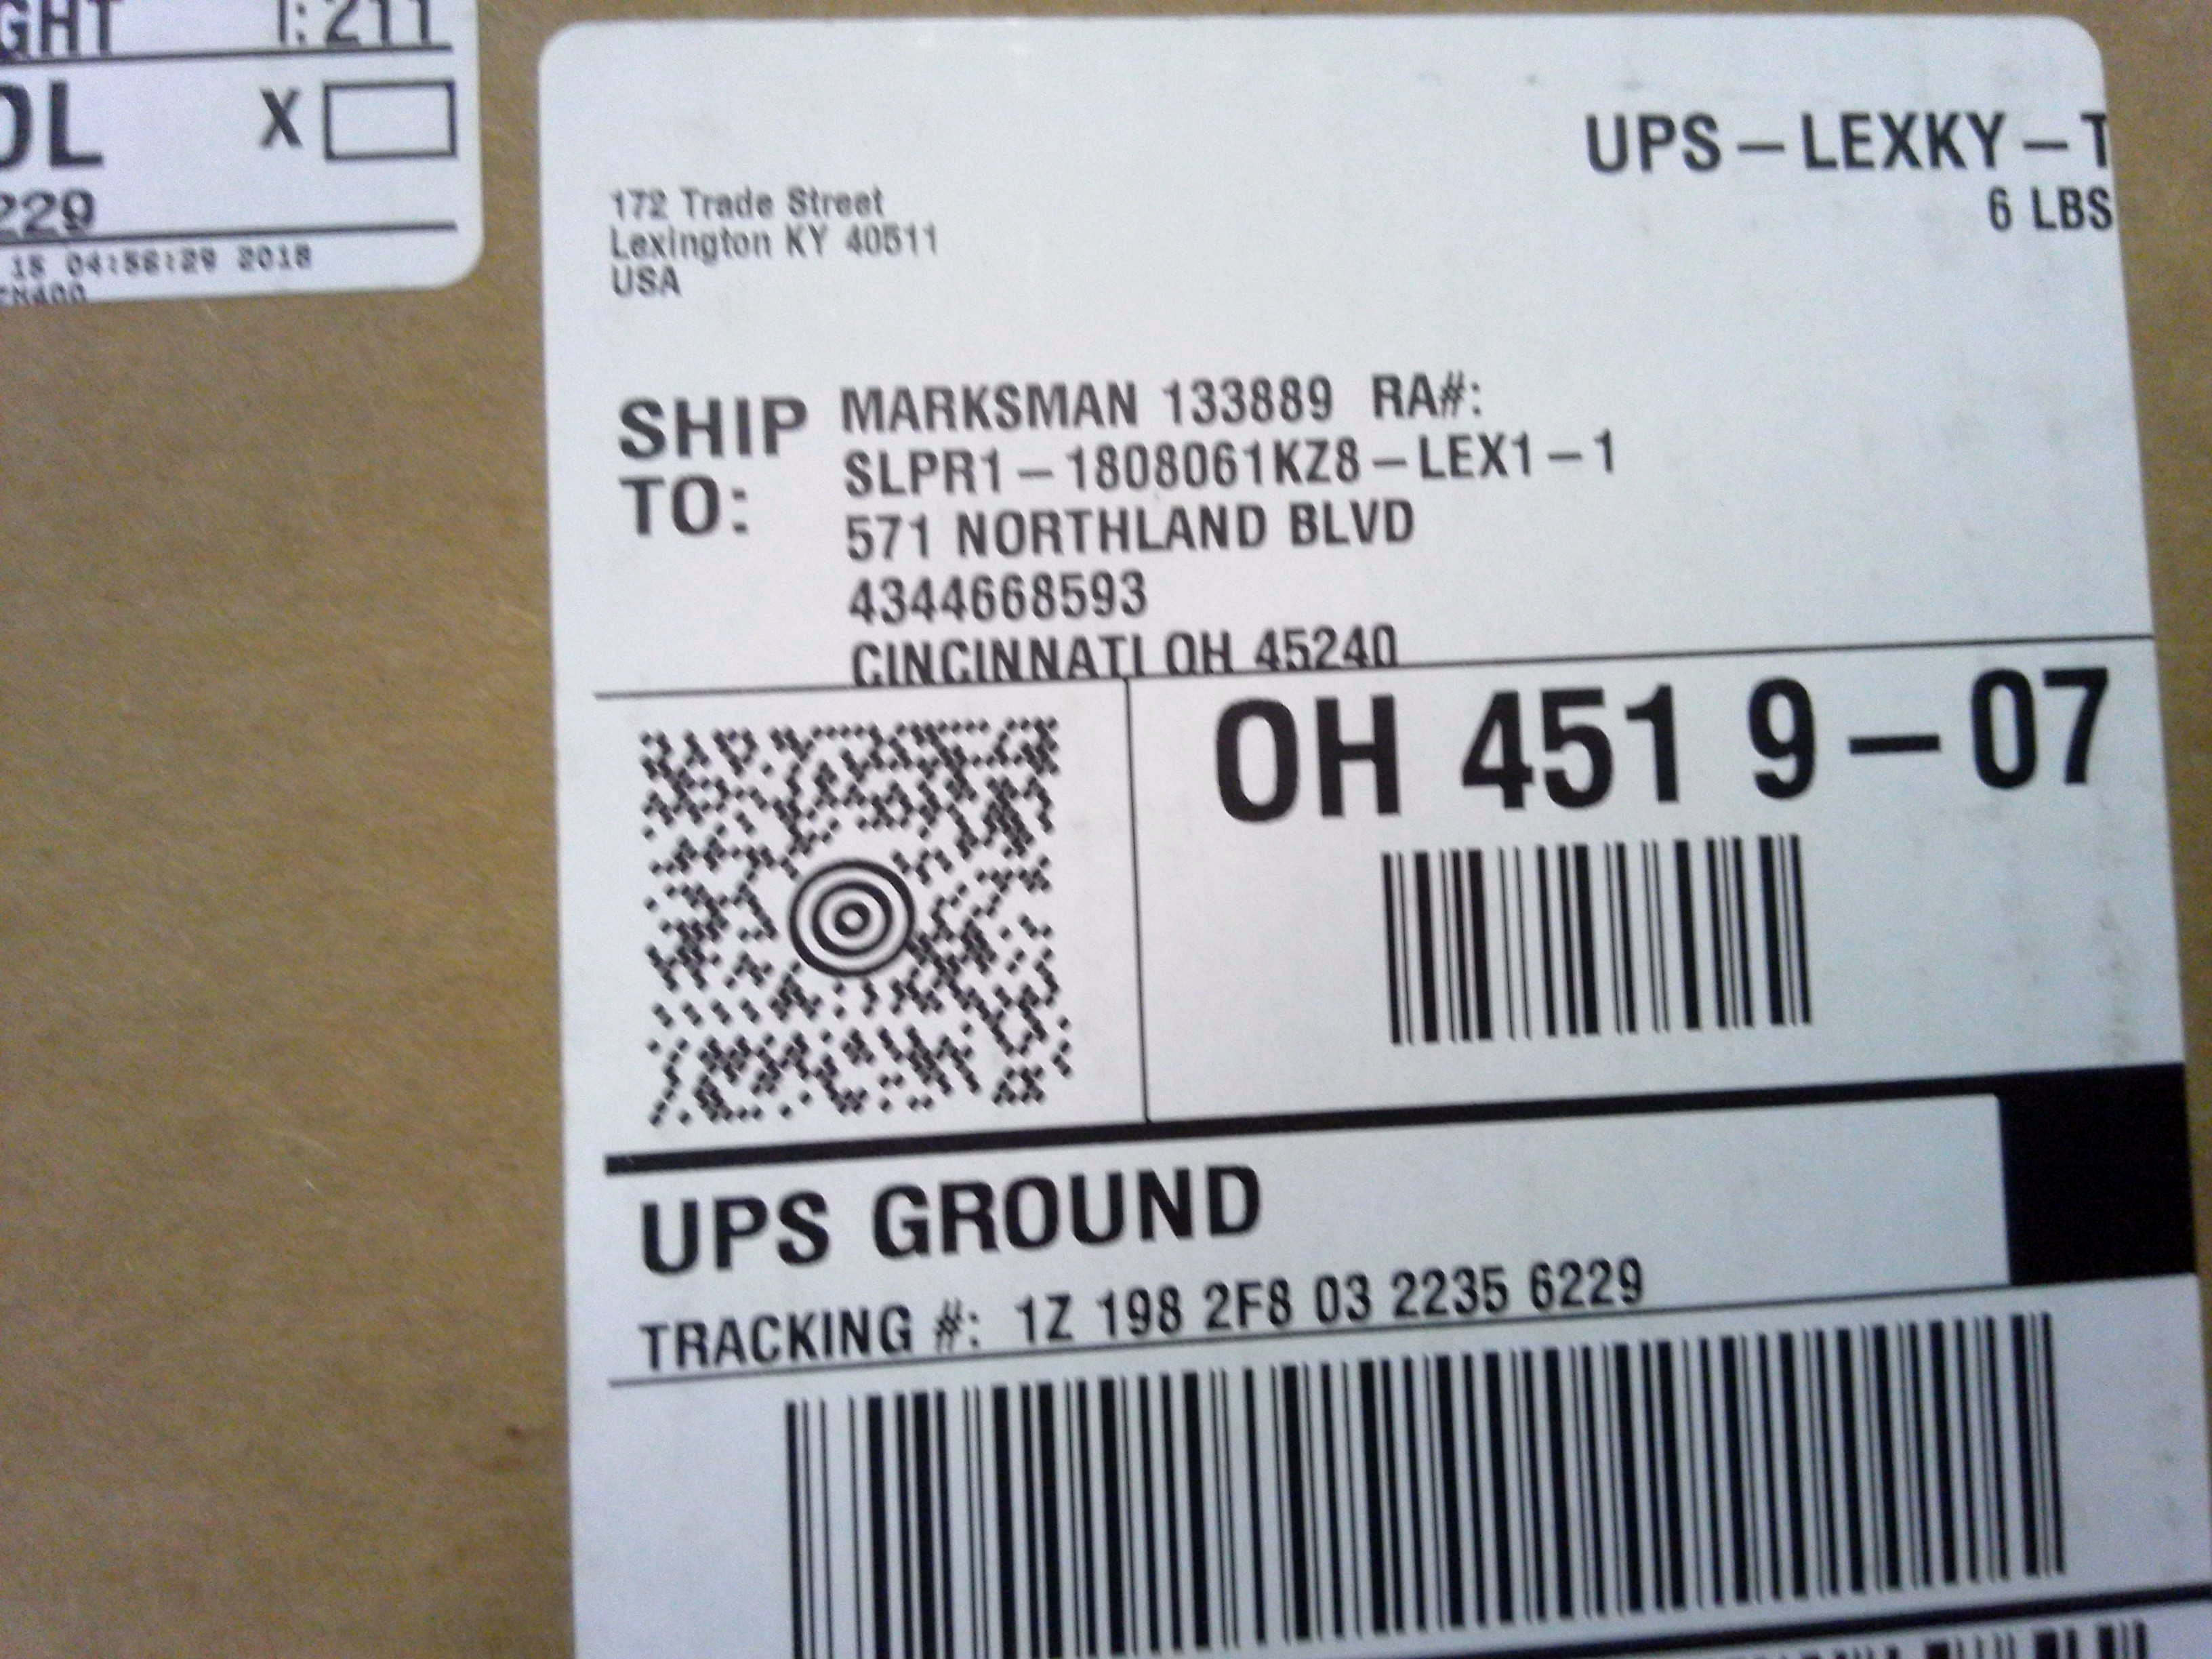 GHT 1:211
OL X
229
15 04:56:29 2018
UPS – LEXKY – T
6 LBS
172 Trade Street
Lexington KY 40511
USA
SHIP TO:
MARKSMAN 133889 RA#:
SLPR1 – 1808061KZ8 – LEX1 – 1
571 NORTHLAND BLVD
4344668593
CINCINNATI OH 45240
OH 451 9 – 07
UPS GROUND
TRACKING #: 1Z 198 2F8 03 2235 6229